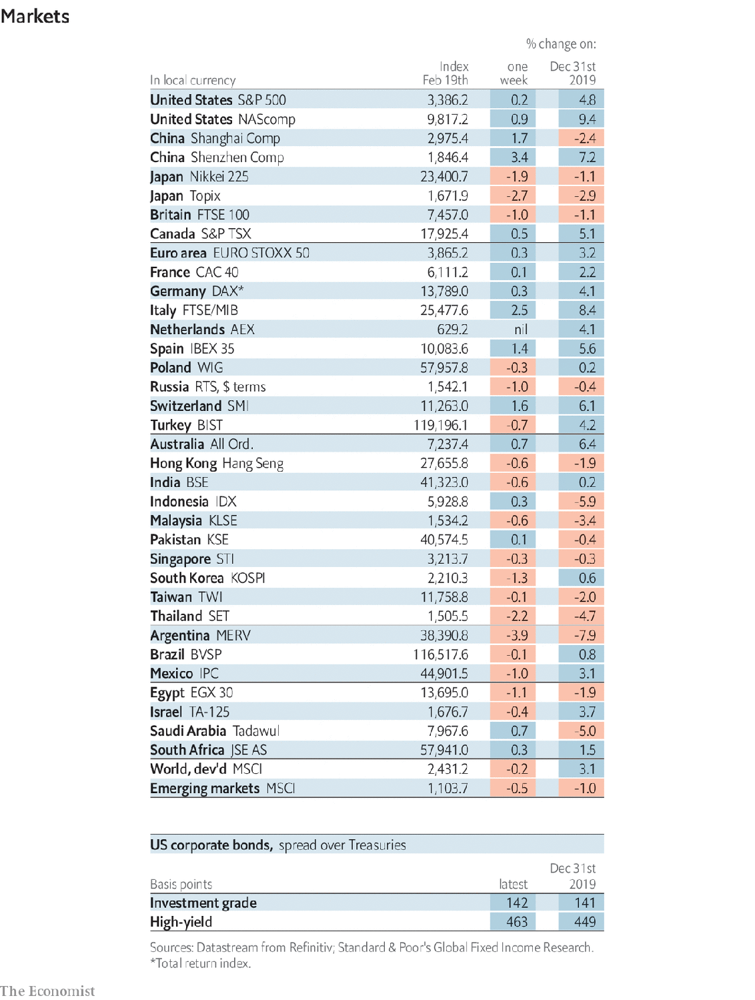 Markets
% change on:
Index one Dec 31st
In local currency Feb 19th week 2019
United States S&P 500 3,386.2 0.2 4.8
United States NAScomp 9,817.2 0.9 9.4
China Shanghai Comp 2,975.4 1.7 -2.4
China Shenzhen Comp 1,846.4 3.4 7.2
Japan Nikkei 225 23,400.7 -1.9 -1.1
Japan Topix 1,671.9 -2.7 -2.9
Britain FTSE 100 7,457.0 -1.0 -1.1
Canada S&P TSX 17,925.4 0.5 5.1
Euro area EURO STOXX 50 3,865.2 0.3 3.2
France CAC 40 6,111.2 0.1 2.2
Germany DAX* 13,789.0 0.3 4.1
Italy FTSE/MIB 25,477.6 2.5 8.4
Netherlands AEX 629.2 nil 4.1
Spain IBEX 35 10,083.6 1.4 5.6
Poland WIG 57,957.8 -0.3 0.2
Russia RTS, $ terms 1,542.1 -1.0 -0.4
Switzerland SMI 11,263.0 1.6 6.1
Turkey BIST 119,196.1 -0.7 4.2
Australia All Ord. 7,237.4 0.7 6.4
Hong Kong Hang Seng 27,655.8 -0.6 -1.9
India BSE 41,323.0 -0.6 0.2
Indonesia IDX 5,928.8 0.3 -5.9
Malaysia KLSE 1,534.2 -0.6 -3.4
Pakistan KSE 40,574.5 0.1 -0.4
Singapore STI 3,213.7 -0.3 -0.3
South Korea KOSPI 2,210.3 -1.3 0.6
Taiwan TWI 11,758.8 -0.1 -2.0
Thailand SET 1,505.5 -2.2 -4.7
Argentina MERV 38,390.8 -3.9 -7.9
Brazil BVSP 116,517.6 -0.1 0.8
Mexico IPC 44,901.5 -1.0 3.1
Egypt EGX 30 13,695.0 -1.1 -1.9
Israel TA-125 1,676.7 -0.4 3.7
Saudi Arabia Tadawul 7,967.6 0.7 -5.0
South Africa JSE AS 57,941.0 0.3 1.5
World, dev'd MSCI 2,431.2 -0.2 3.1
Emerging markets MSCI 1,103.7 -0.5 -1.0
US corporate bonds, spread over Treasuries
Dec 31st
Basis points latest 2019
Investment grade 142 141
High-yield 463 449
Sources: Datastream from Refinitiv; Standard & Poor's Global Fixed Income Research.
*Total return index.
The Economist